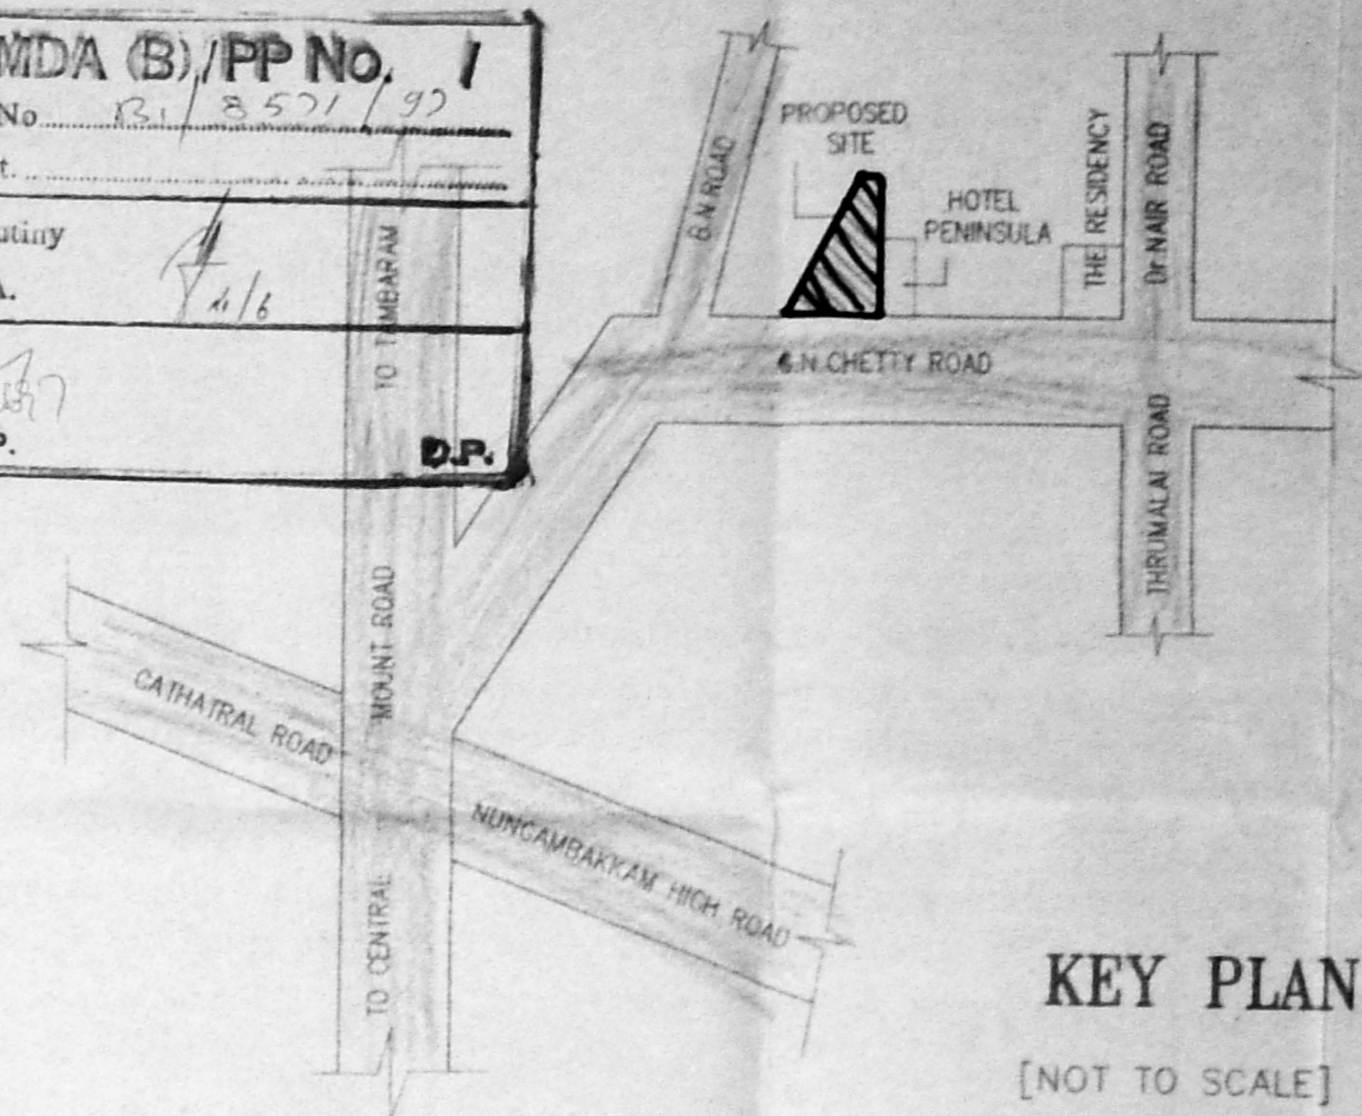 MDA (B)/PP No. 1
No. B1/8571/97
t.
utiny
A.
4/6
P.
D.P.
PROPOSED
SITE
HOTEL
PENINSULA
THE RESIDENCY
Dr NAIR ROAD
B.N ROAD
G.N CHETTY ROAD
THRUMALAI ROAD
TO TAMBARAM
MOUNT ROAD
CATHATRAL ROAD
NUNGAMBAKKAM HIGH ROAD
TO CENTRAL
KEY PLAN
[NOT TO SCALE]